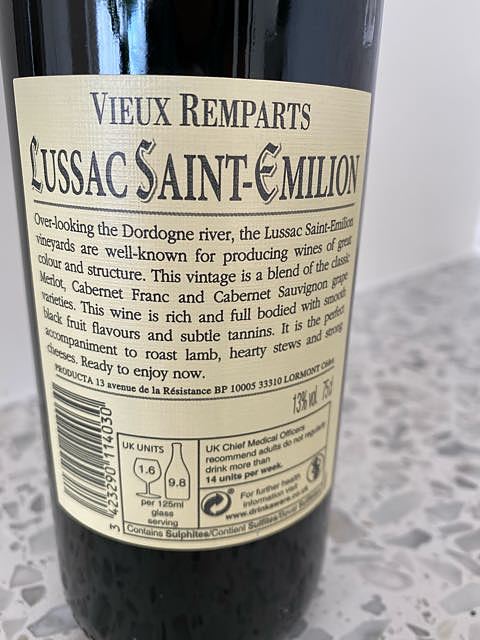 VIEUX REMPARTS
LUSSAC SAINT-EMILION
Over-looking the Dordogne river, the Lussac Saint-Emilion
vineyards are well-known for producing wines of great
colour and structure. This vintage is a blend of the classic
Merlot, Cabernet Franc and Cabernet Sauvignon grape
varieties. This wine is rich and full bodied with smooth
black fruit flavours and subtle tannins. It is the perfect
accompaniment to roast lamb, hearty stews and strong
cheeses. Ready to enjoy now.
PRODUCTA 13 avenue de la Résistance BP 10005 33310 LORMONT
13% vol. 75cl
3 423290 114030
UK UNITS
1.6
9.8
per 125ml
glass
serving
UK Chief Medical Officers
recommend adults do not regularly
drink more than
14 units per week.
For further health
information visit
www.drinkaware.co.uk
Contains Sulphites/Contient Sulfites/